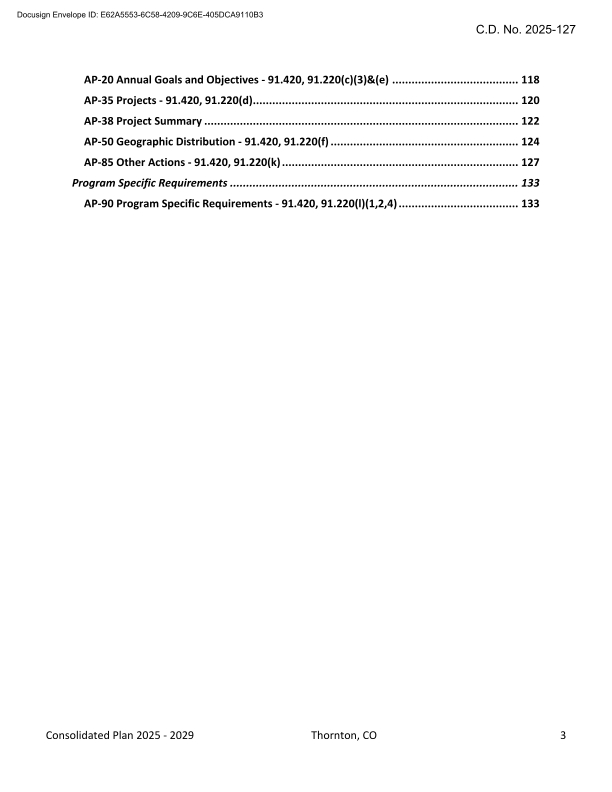 Docusign Envelope ID: E62A5553-6C58-4209-9C6E-405DCA9110B3
C.D. No. 2025-127
AP-20 Annual Goals and Objectives - 91.420, 91.220(c)(3)&(e) ....................................... 118
AP-35 Projects - 91.420, 91.220(d)................................................................................. 120
AP-38 Project Summary ................................................................................................ 122
AP-50 Geographic Distribution - 91.420, 91.220(f) ......................................................... 124
AP-85 Other Actions - 91.420, 91.220(k) ........................................................................ 127
Program Specific Requirements ........................................................................................ 133
AP-90 Program Specific Requirements - 91.420, 91.220(l)(1,2,4) ..................................... 133
Consolidated Plan 2025 - 2029 Thornton, CO 3